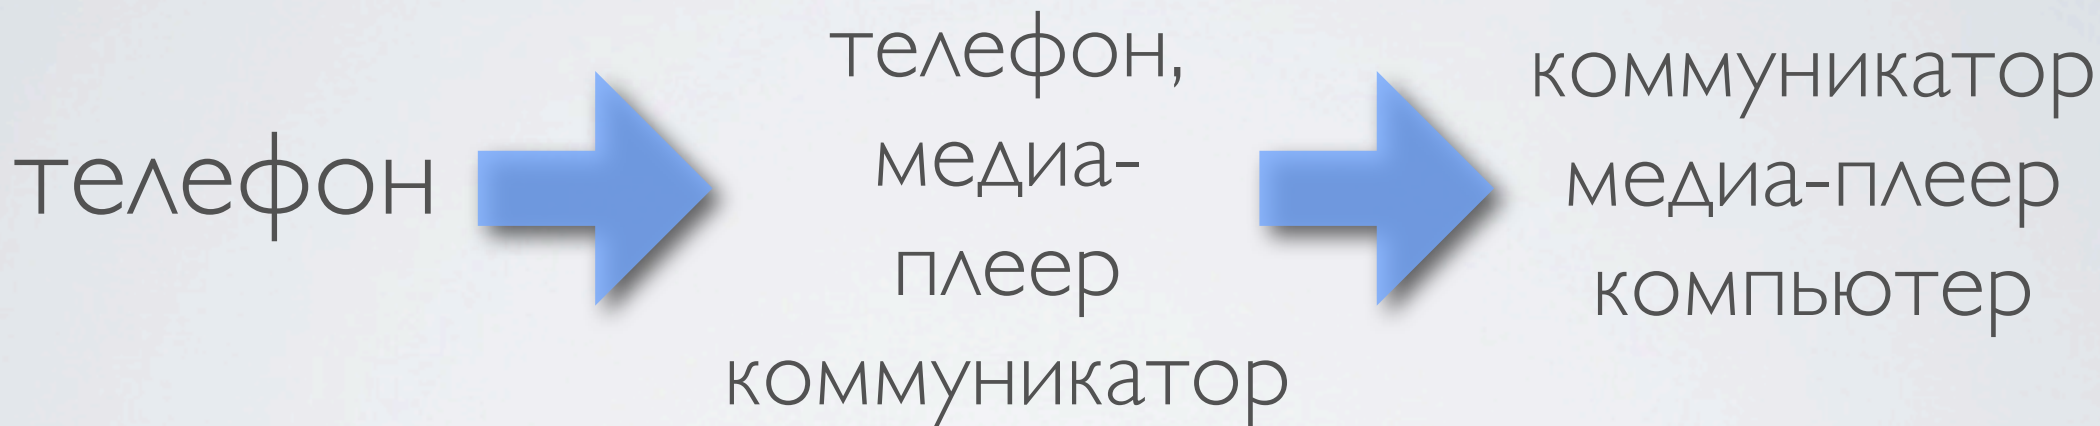 телефон
телефон,
медиа-
плеер
коммуникатор
коммуникатор
медиа-плеер
компьютер